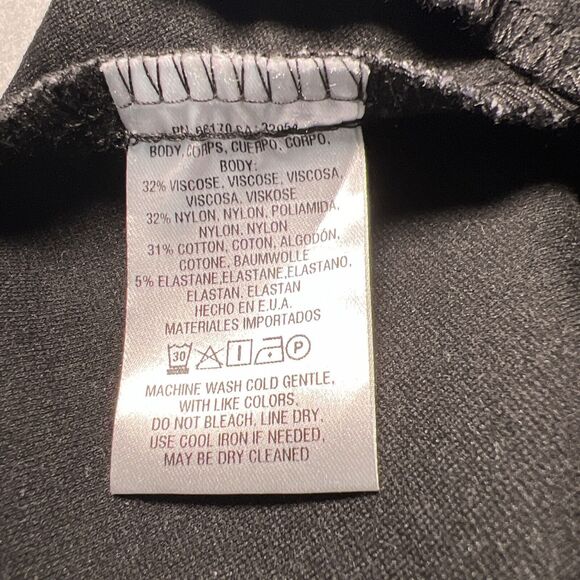 BODY, CORPS, CUERPO, CORPO,
BODY:
32% VISCOSE, VISCOSE, VISCOSA,
VISCOSA, VISKOSE
32% NYLON, NYLON, POLIAMIDA,
NYLON, NYLON
31% COTTON, COTON, ALGODÓN,
COTONE, BAUMWOLLE
5% ELASTANE,ELASTANE,ELASTANO,
ELASTAN, ELASTAN
HECHO EN E.U.A.
MATERIALES IMPORTADOS
30 P
MACHINE WASH COLD GENTLE,
WITH LIKE COLORS,
DO NOT BLEACH, LINE DRY,
USE COOL IRON IF NEEDED,
MAY BE DRY CLEANED